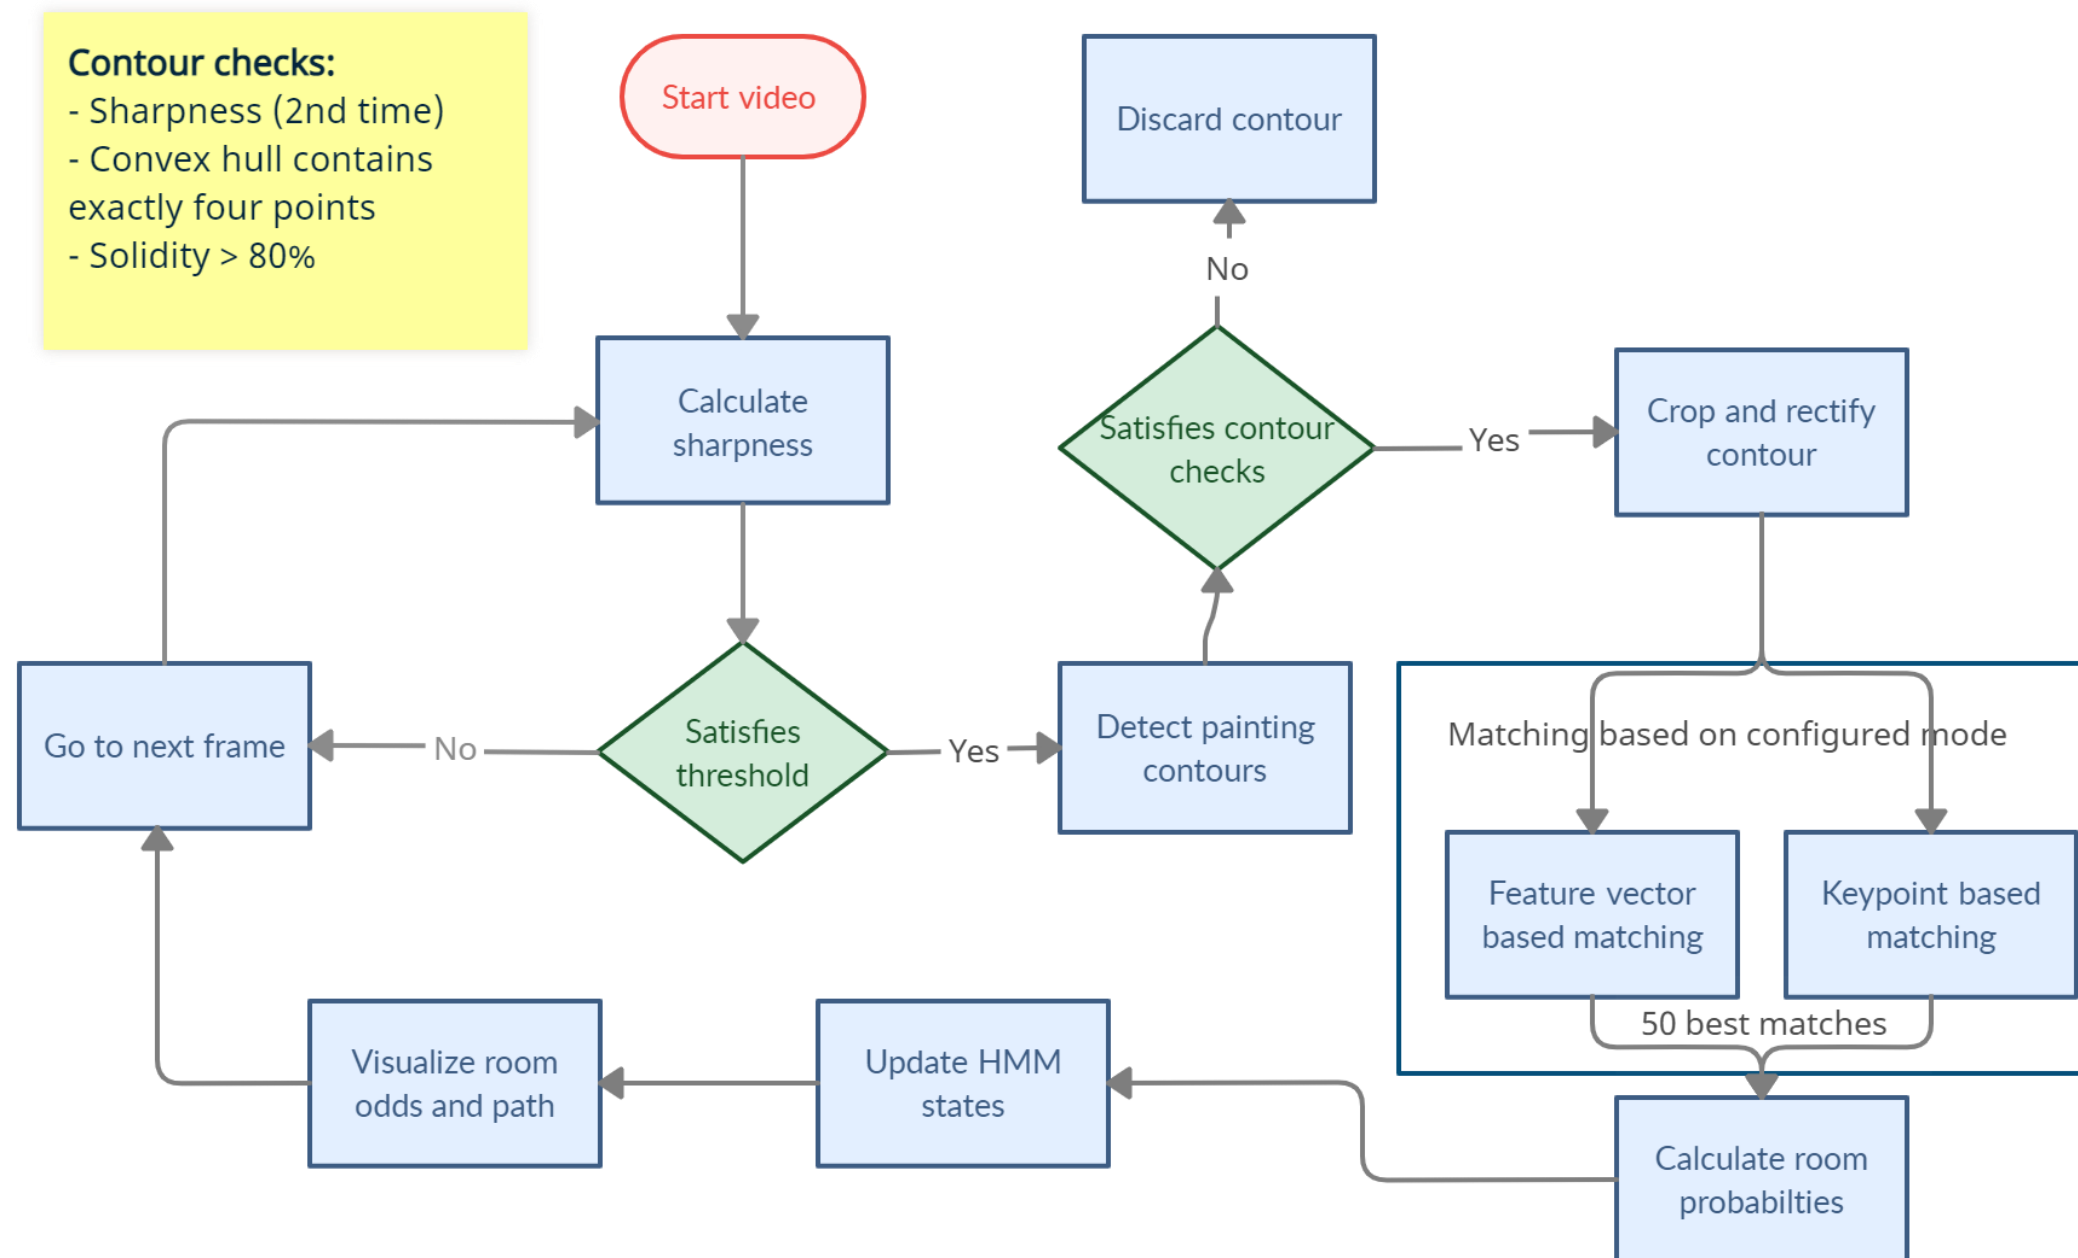 Contour checks:
- Sharpness (2nd time)
- Convex hull contains
exactly four points
- Solidity > 80%
Start video
Discard contour
No
Calculate
sharpness
Satisfies contour
checks
Yes
Crop and rectify
contour
Go to next frame
No
Satisfies
threshold
Yes
Detect painting
contours
Matching based on configured mode
Feature vector
based matching
Keypoint based
matching
50 best matches
Visualize room
odds and path
Update HMM
states
Calculate room
probabilties